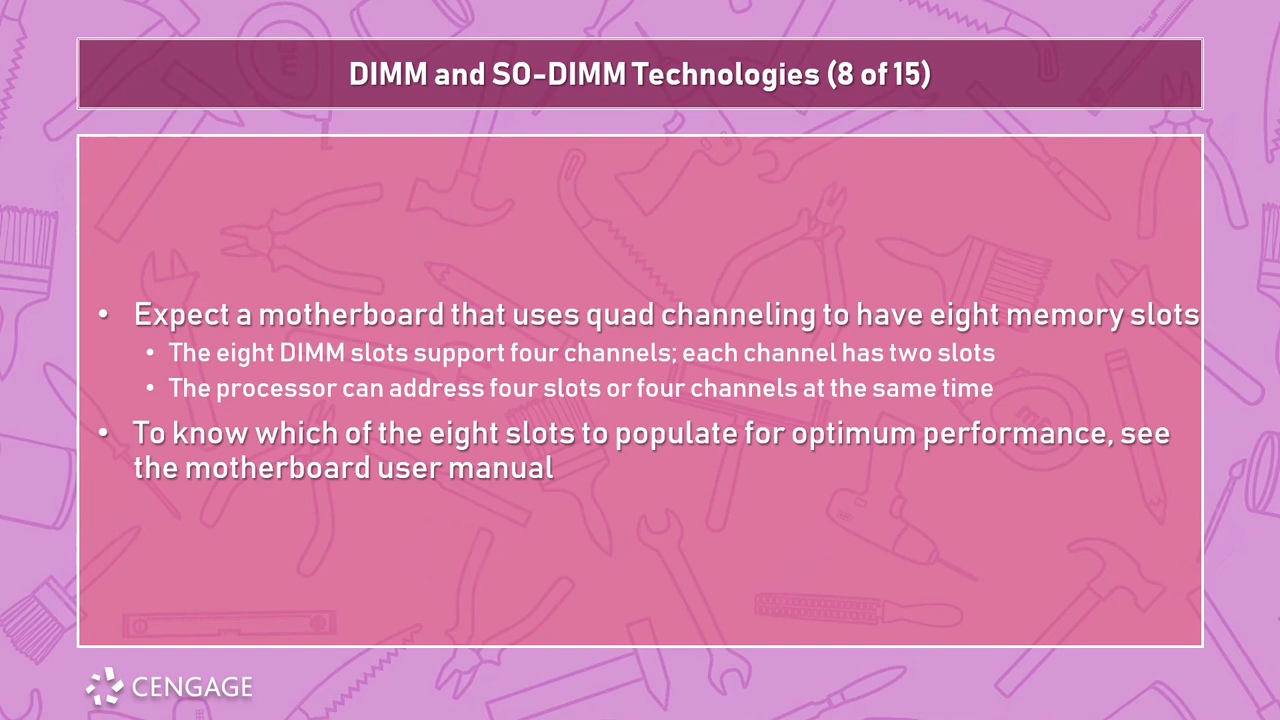 DIMM and SO-DIMM Technologies (8 of 15)
• Expect a motherboard that uses quad channeling to have eight memory slots
• The eight DIMM slots support four channels; each channel has two slots
• The processor can address four slots or four channels at the same time
• To know which of the eight slots to populate for optimum performance, see
the motherboard user manual
CENGAGE